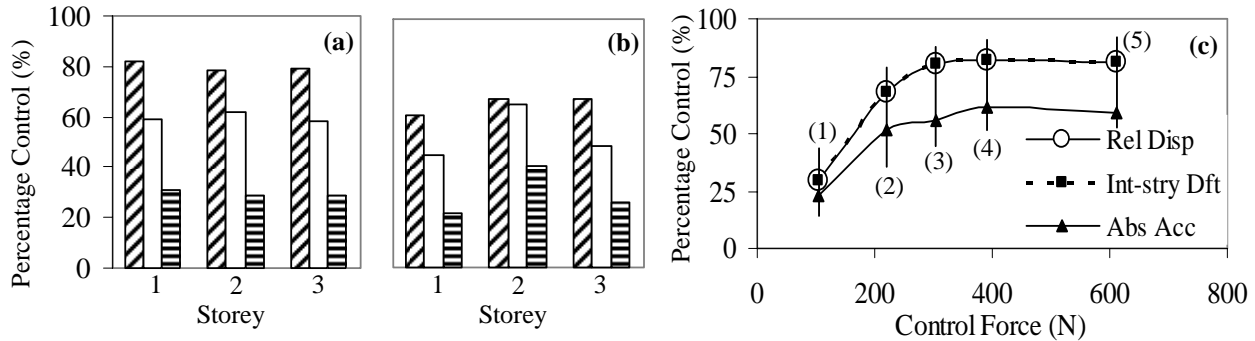 Percentage Control (%)
100
80
60
40
20
0
(a)
1 2 3
Storey
(b)
1 2 3
Storey
Percentage Control (%)
100
75
50
25
0
(c)
(1)
(2)
(3)
(4)
(5)
Rel Disp
Int-stry Dft
Abs Acc
0 200 400 600 800
Control Force (N)